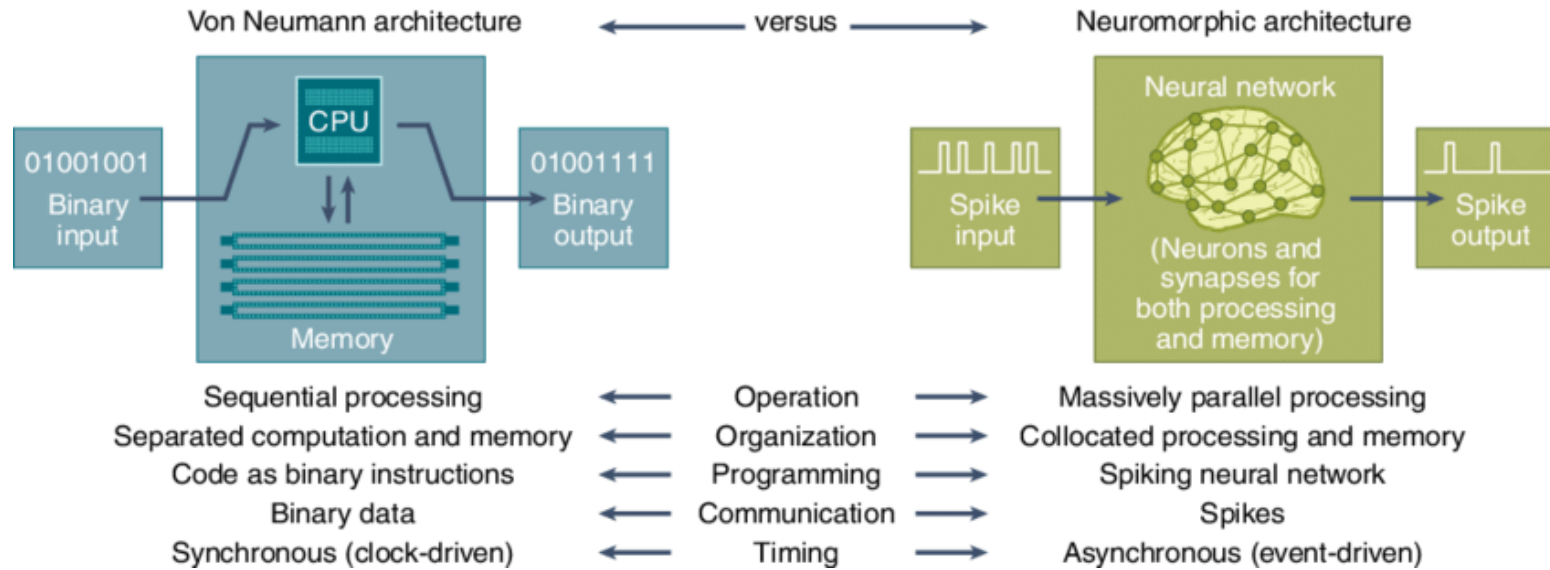 Von Neumann architecture versus Neuromorphic architecture
CPU
01001001
Binary
input
01001111
Binary
output
Memory
Neural network
Spike
input
(Neurons and
synapses for
both processing
and memory)
Spike
output
Sequential processing Operation Massively parallel processing
Separated computation and memory Organization Collocated processing and memory
Code as binary instructions Programming Spiking neural network
Binary data Communication Spikes
Synchronous (clock-driven) Timing Asynchronous (event-driven)